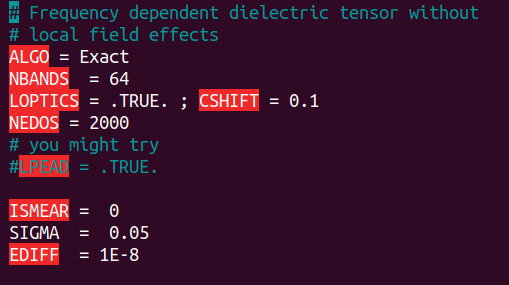 # Frequency dependent dielectric tensor without
# local field effects
ALGO = Exact
NBANDS  = 64
LOPTICS = .TRUE. ; CSHIFT = 0.1
NEDOS = 2000
# you might try
#LPEAD = .TRUE.
ISMEAR =  0
SIGMA  =  0.05
EDIFF  = 1E-8